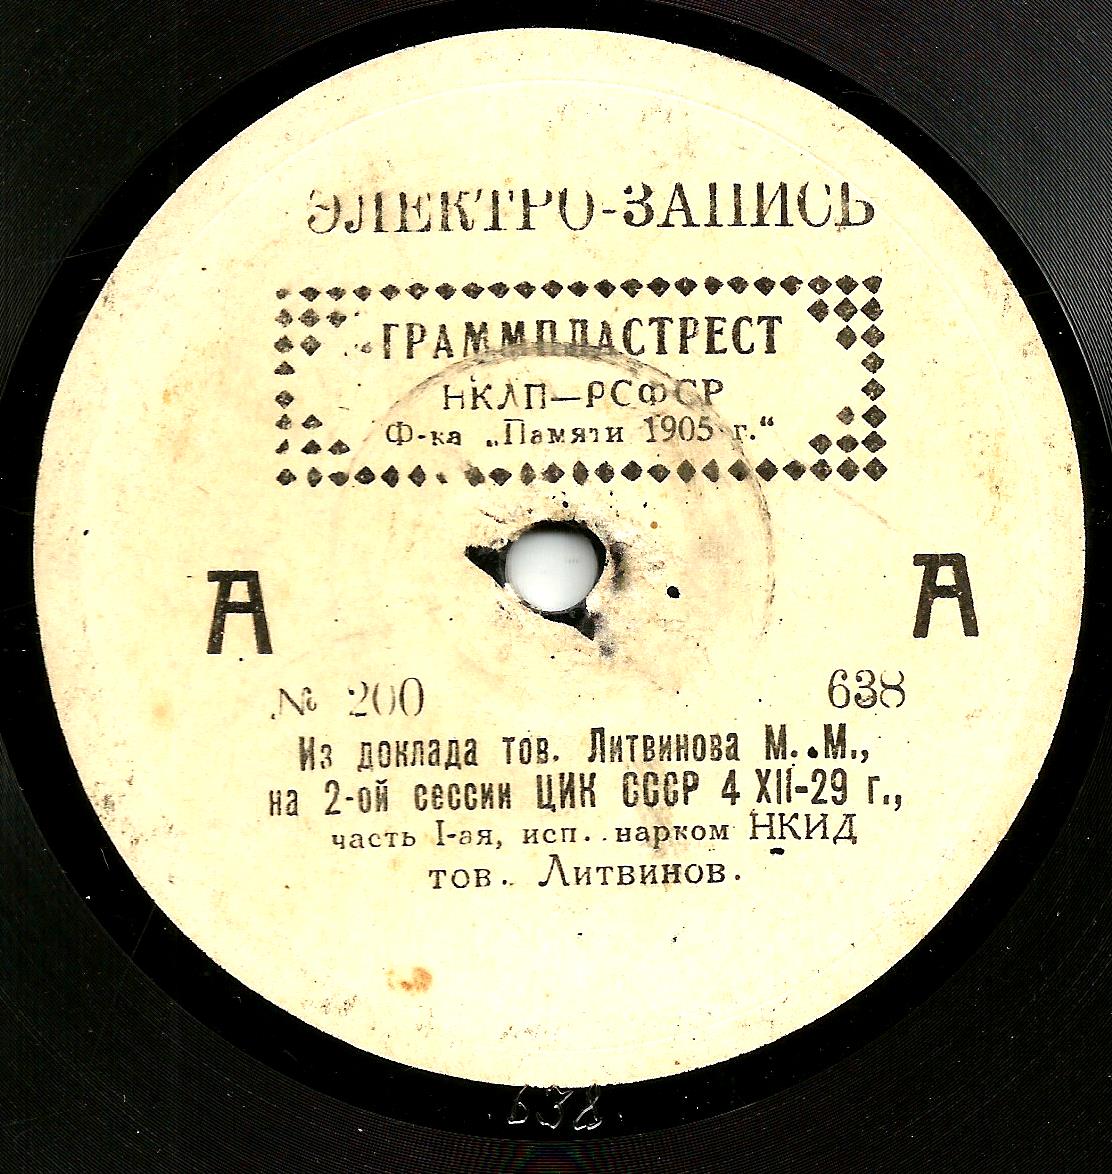 ЭЛЕКТРО-ЗАПИСЬ
ГРАММПЛАСТРЕСТ
НКЛП—РСФСР
Ф-ка „Памяти 1905 г.“
А А
№ 200 638
Из доклада тов. Литвинова М. М.,
на 2-ой сессии ЦИК СССР 4 XII-29 г.,
часть I-ая, исп. нарком НКИД
тов. Литвинов.
638